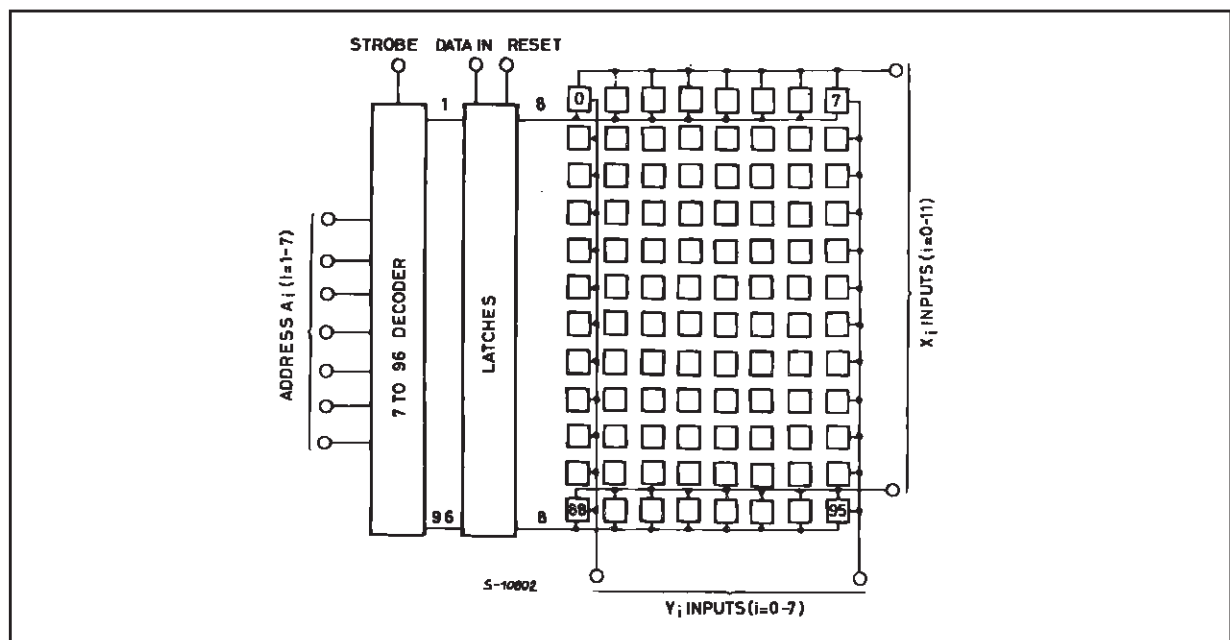 STROBE DATA IN RESET
1
8
0
7
ADDRESS Ai (i=1-7)
7 TO 96 DECODER
LATCHES
Xi INPUTS (i=0-11)
96
8
88
95
S-10802
Yi INPUTS (i=0-7)